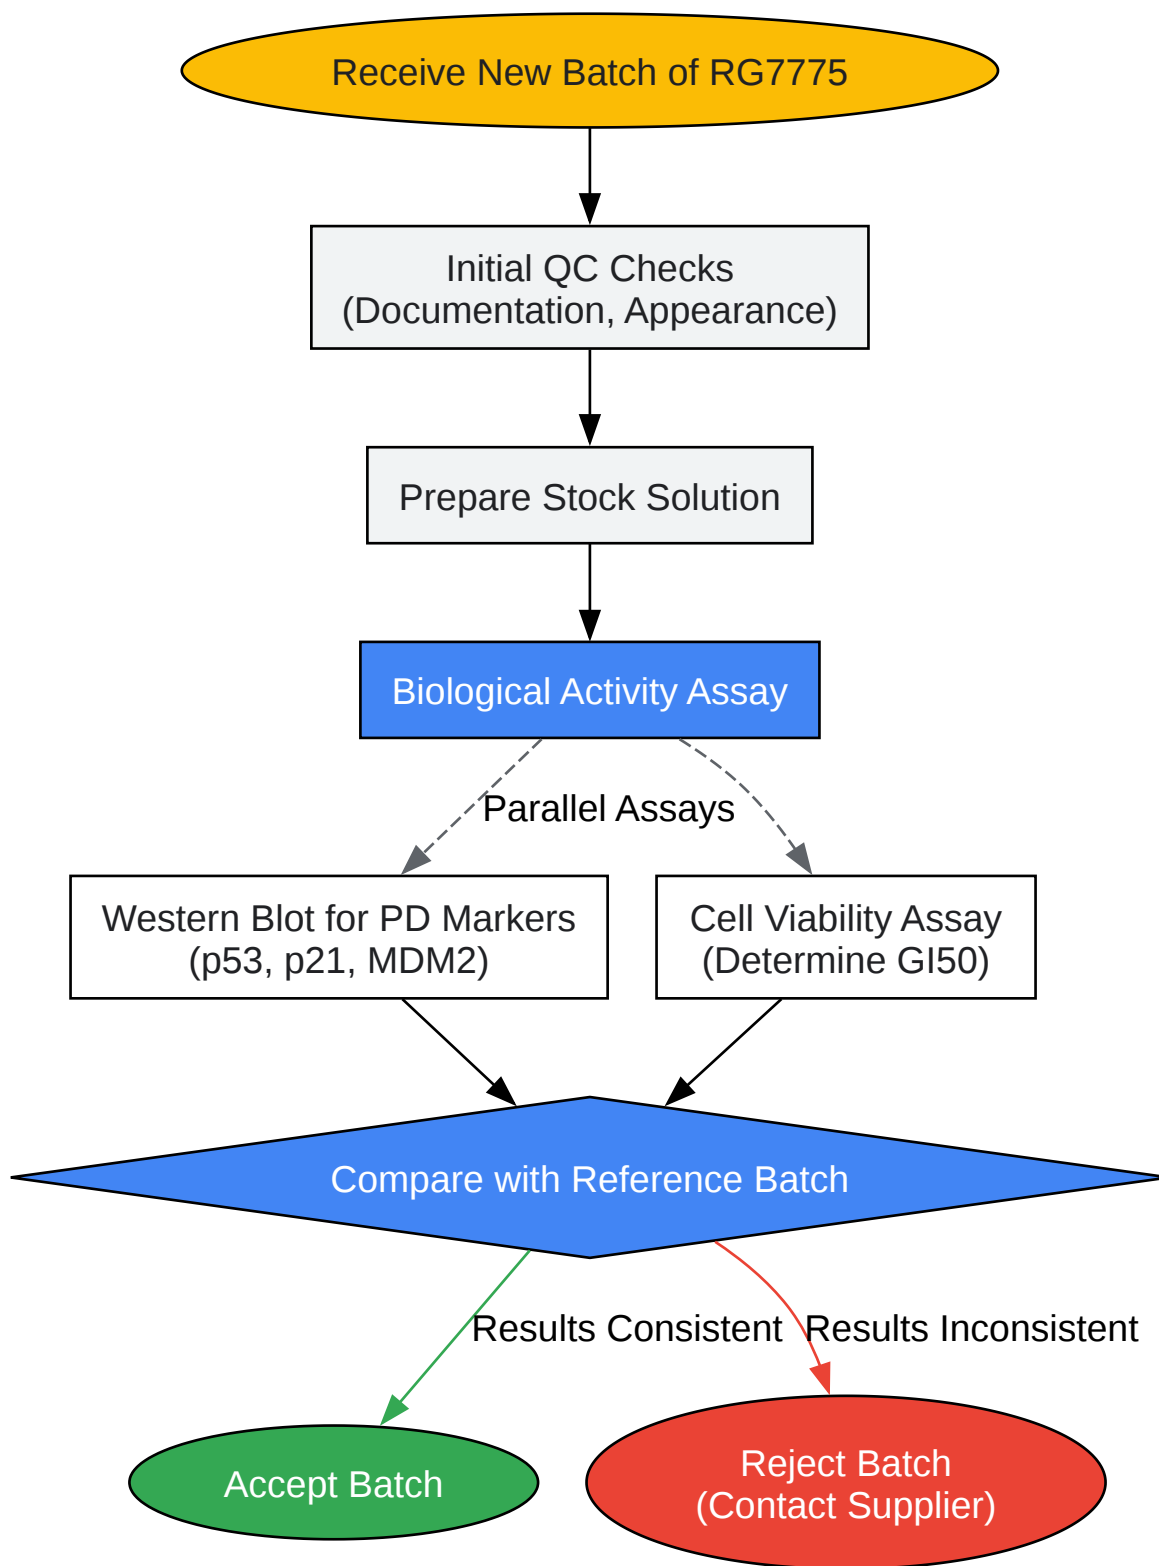 Receive New Batch of RG7775
Initial QC Checks
(Documentation, Appearance)
Prepare Stock Solution
Biological Activity Assay
Parallel Assays
Western Blot for PD Markers
(p53, p21, MDM2)
Cell Viability Assay
(Determine GI50)
Compare with Reference Batch
Results Consistent
Results Inconsistent
Accept Batch
Reject Batch
(Contact Supplier)